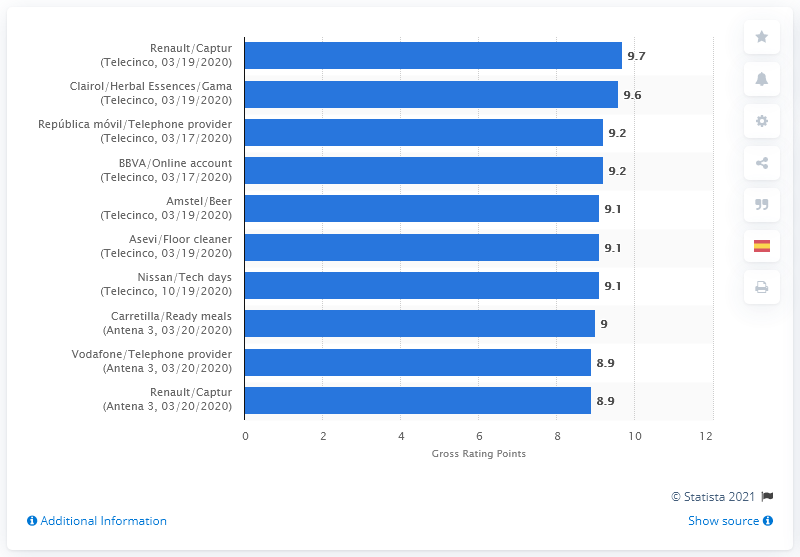 Renault/Captur
(Telecinco, 03/19/2020)
9.7
Clairol/Herbal Essences/Gama
(Telecinco, 03/19/2020)
9.6
República móvil/Telephone provider
(Telecinco, 03/17/2020)
9.2
BBVA/Online account
(Telecinco, 03/17/2020)
9.2
Amstel/Beer
(Telecinco, 03/19/2020)
9.1
Asevi/Floor cleaner
(Telecinco, 03/19/2020)
9.1
Nissan/Tech days
(Telecinco, 10/19/2020)
9.1
Carretilla/Ready meals
(Antena 3, 03/20/2020)
9
Vodafone/Telephone provider
(Antena 3, 03/20/2020)
8.9
Renault/Captur
(Antena 3, 03/20/2020)
8.9
0 2 4 6 8 10 12
Gross Rating Points
© Statista 2021
Additional Information
Show source